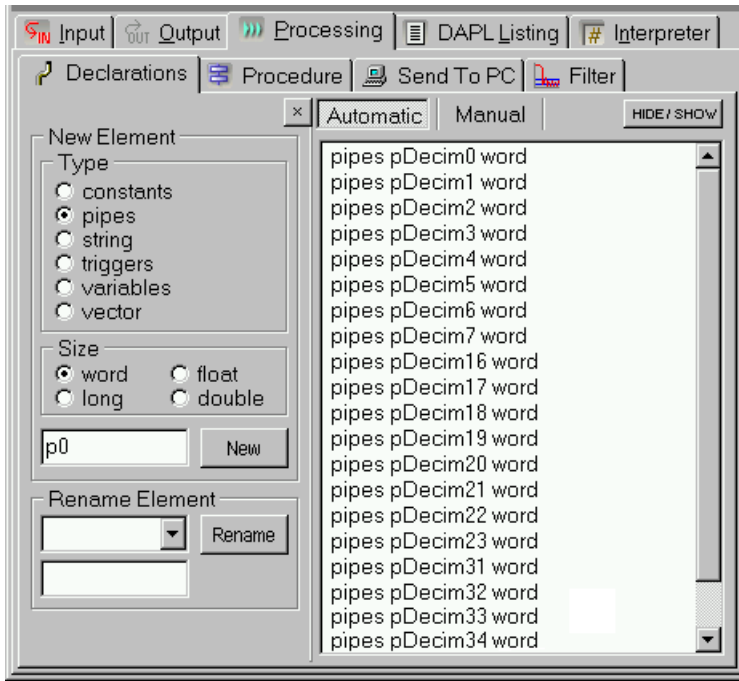 IN Input OUT Output Processing DAPL Listing # Interpreter
Declarations Procedure Send To PC Filter
×
New Element
Type
constants
pipes
string
triggers
variables
vector
Size
word float
long double
p0 New
Rename Element
Rename
Automatic Manual HIDE / SHOW
pipes pDecim0 word
pipes pDecim1 word
pipes pDecim2 word
pipes pDecim3 word
pipes pDecim4 word
pipes pDecim5 word
pipes pDecim6 word
pipes pDecim7 word
pipes pDecim16 word
pipes pDecim17 word
pipes pDecim18 word
pipes pDecim19 word
pipes pDecim20 word
pipes pDecim21 word
pipes pDecim22 word
pipes pDecim23 word
pipes pDecim31 word
pipes pDecim32 word
pipes pDecim33 word
pipes pDecim34 word